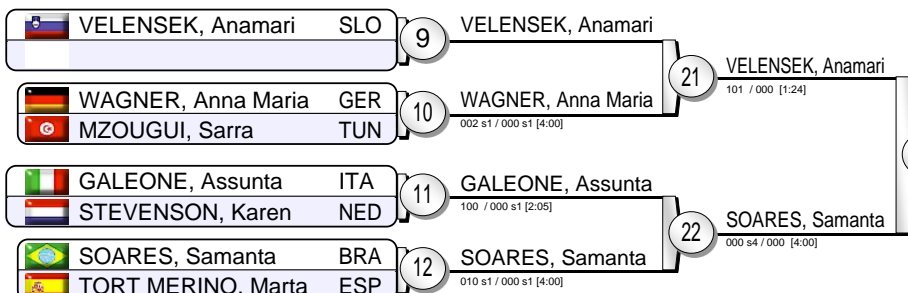 VELENSEK, Anamari SLO
9
VELENSEK, Anamari
WAGNER, Anna Maria GER
MZOUGUI, Sarra TUN
10
WAGNER, Anna Maria
002 s1 / 000 s1 [4:00]
21
VELENSEK, Anamari
101 / 000 [1:24]
GALEONE, Assunta ITA
STEVENSON, Karen NED
11
GALEONE, Assunta
100 / 000 s1 [2:05]
SOARES, Samanta BRA
TORT MERINO, Marta ESP
12
SOARES, Samanta
010 s1 / 000 s1 [4:00]
22
SOARES, Samanta
000 s4 / 000 [4:00]